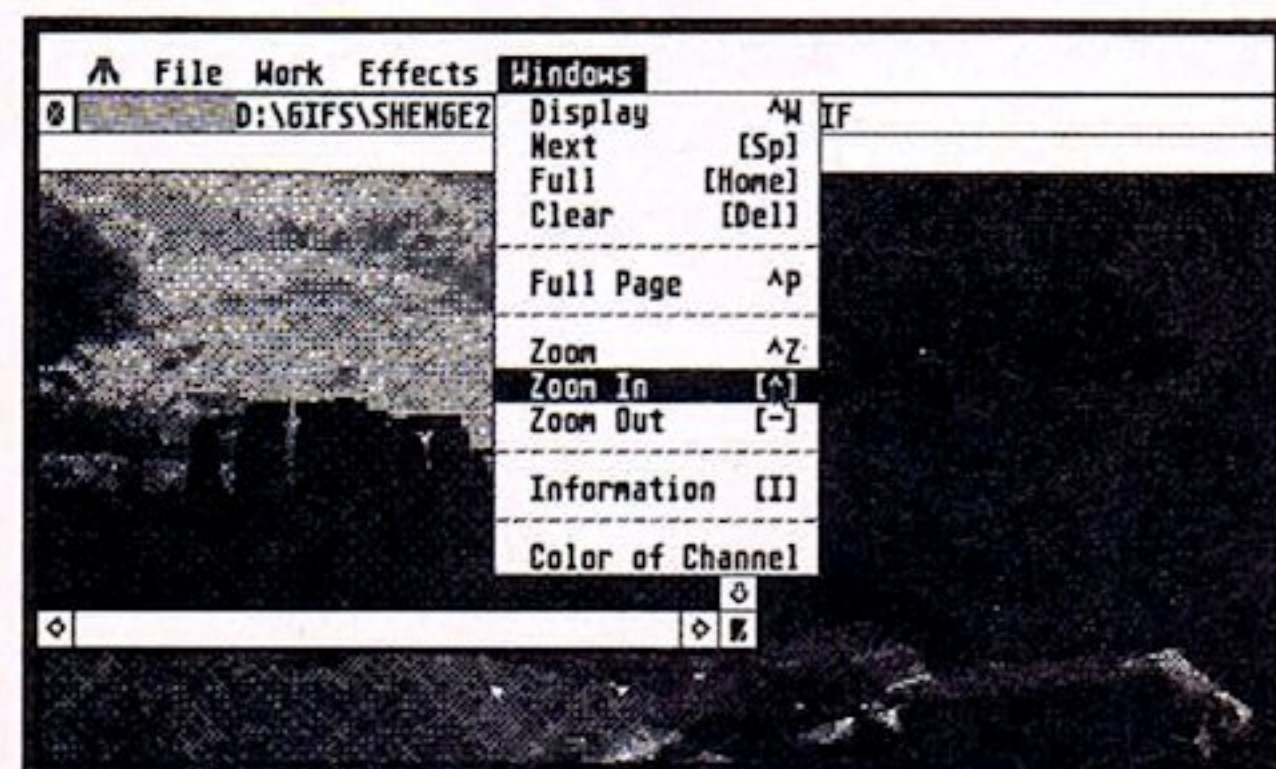 File Work Effects Windows
D:\GIFS\SHENGE2 IF
Display ^W
Next [Sp]
Full [Home]
Clear [Del]
Full Page ^P
Zoom ^Z
Zoom In [^]
Zoom Out [-]
Information [I]
Color of Channel